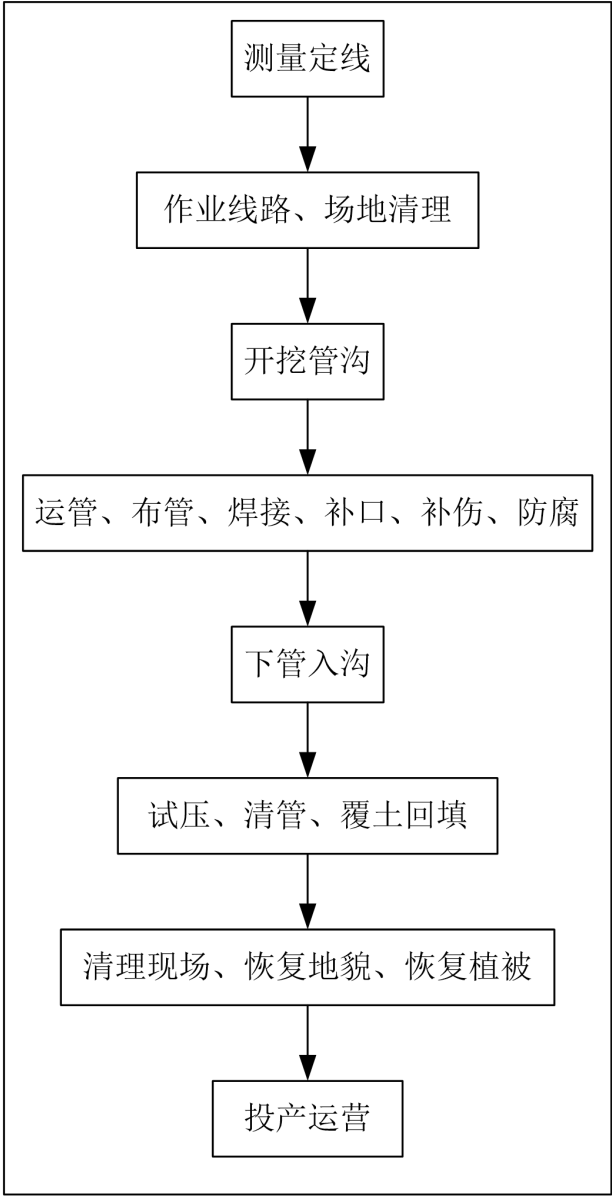 测量定线
作业线路、场地清理
开挖管沟
运管、布管、焊接、补口、补伤、防腐
下管入沟
试压、清管、覆土回填
清理现场、恢复地貌、恢复植被
投产运营